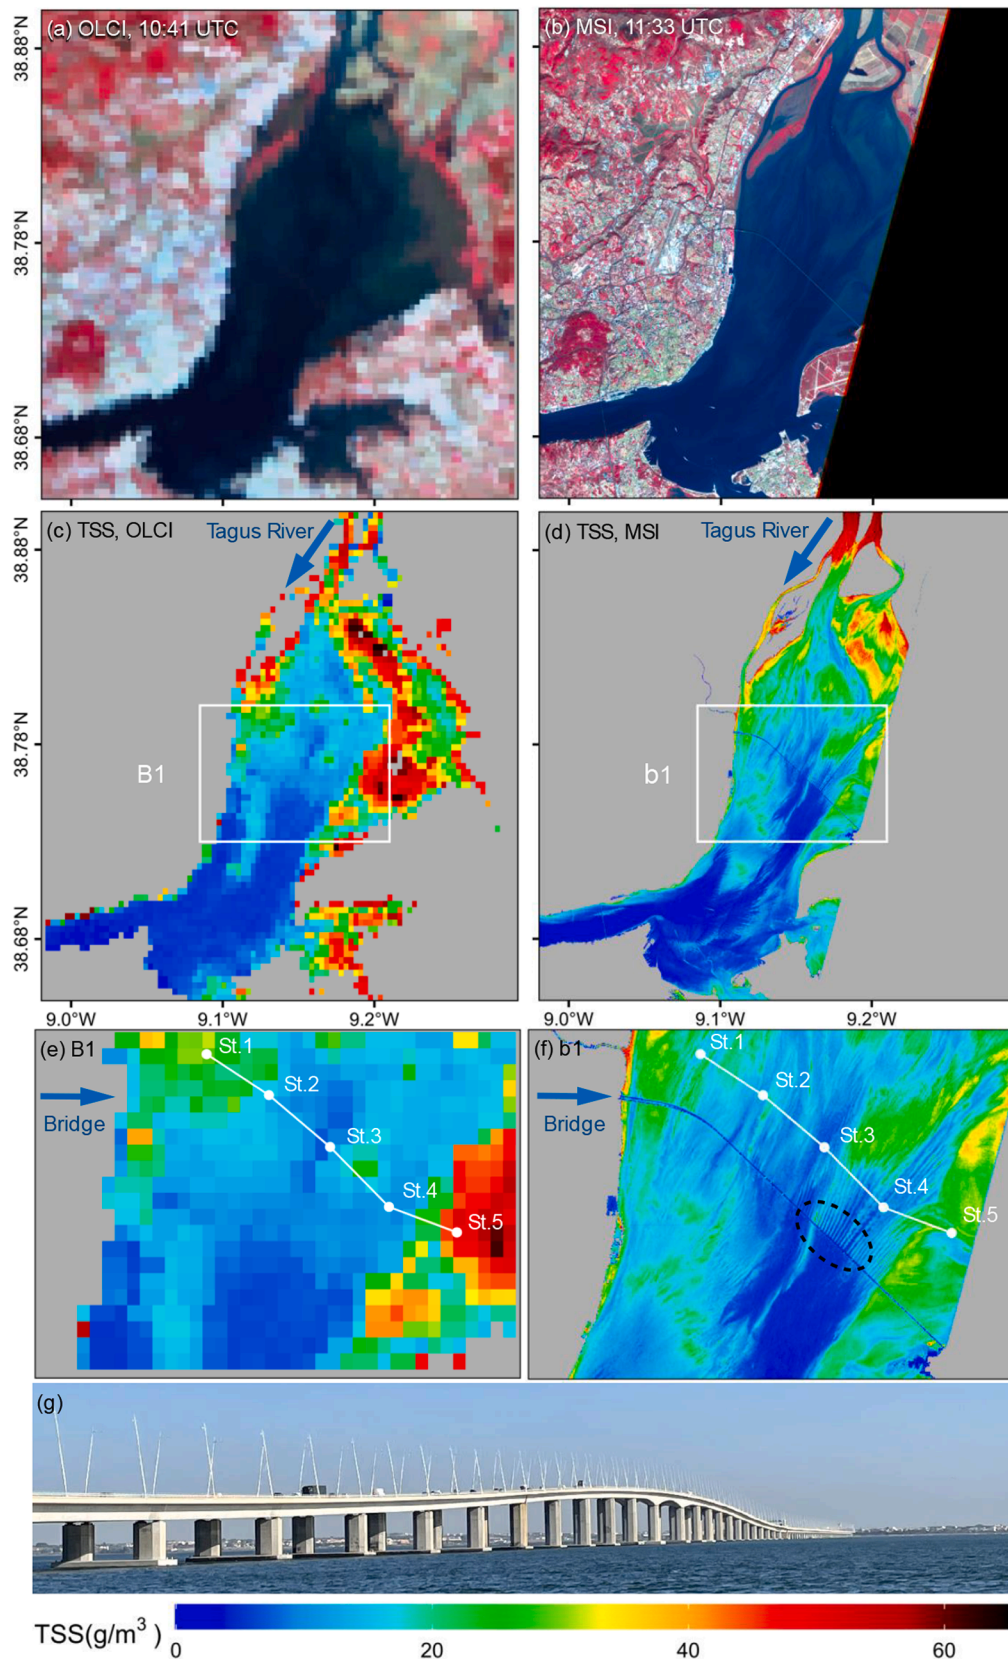 (a) OLCI, 10:41 UTC
(b) MSI, 11:33 UTC
38.88°N
38.78°N
38.68°N
(c) TSS, OLCI
Tagus River
(d) TSS, MSI
Tagus River
38.88°N
38.78°N
38.68°N
B1
b1
9.0°W
9.1°W
9.2°W
9.0°W
9.1°W
9.2°W
(e) B1
St.1
St.2
St.3
St.4
St.5
Bridge
(f) b1
St.1
St.2
St.3
St.4
St.5
Bridge
(g)
TSS(g/m³ )
0
20
40
60